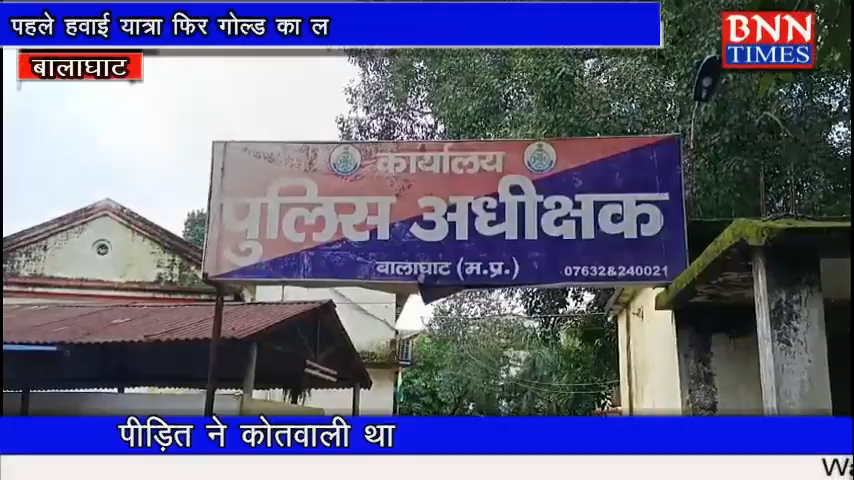 पहले हवाई यात्रा फिर गोल्ड का ल
BNN
TIMES
बालाघाट
कार्यालय
पुलिस अधीक्षक
बालाघाट (म.प्र.) 07632&240021
पीड़ित ने कोतवाली था